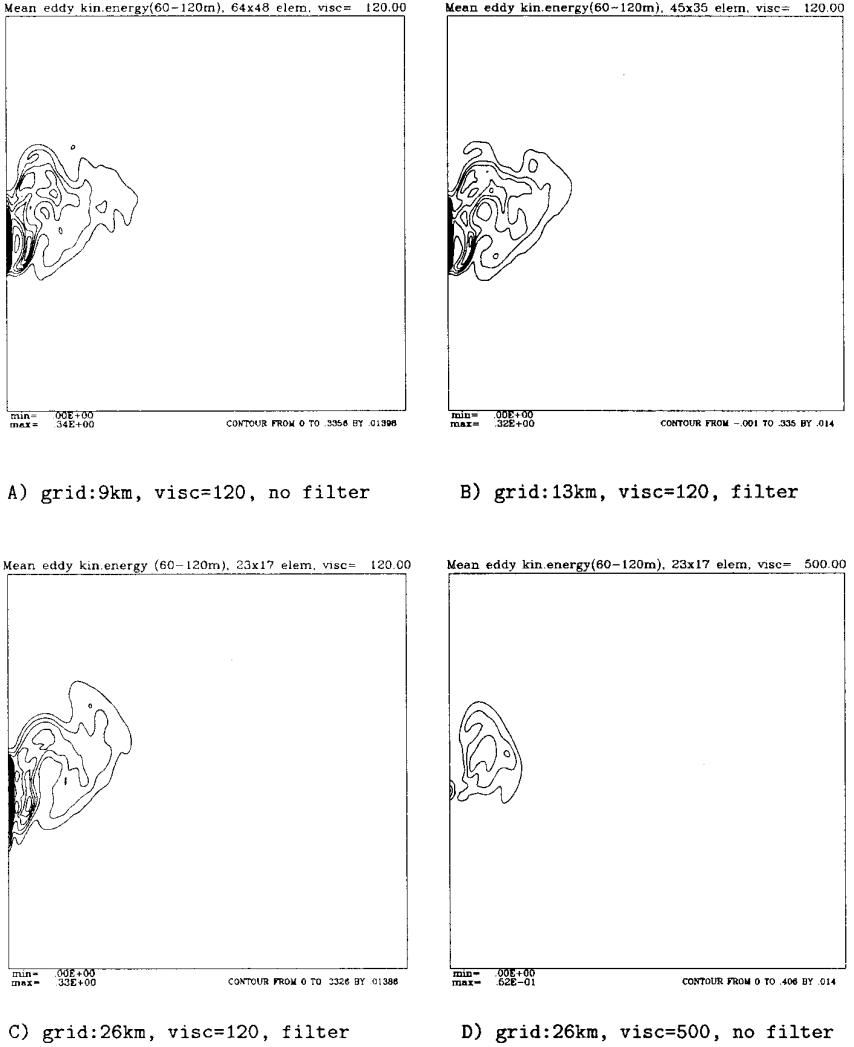 Mean eddy kin.energy(60-120m), 64x48 elem, visc= 120.00
min= .00E+00
max= .34E+00
CONTOUR FROM 0 TO .3356 BY .01398
A) grid:9km, visc=120, no filter
Mean eddy kin.energy(60-120m), 45x35 elem, visc= 120.00
min= .00E+00
max= .32E+00
CONTOUR FROM -.001 TO .335 BY .014
B) grid:13km, visc=120, filter
Mean eddy kin.energy (60-120m), 23x17 elem, visc= 120.00
min= .00E+00
max= .33E+00
CONTOUR FROM 0 TO .3326 BY .01386
C) grid:26km, visc=120, filter
Mean eddy kin.energy(60-120m), 23x17 elem, visc= 500.00
min= .00E+00
max= .62E-01
CONTOUR FROM 0 TO .406 BY .014
D) grid:26km, visc=500, no filter